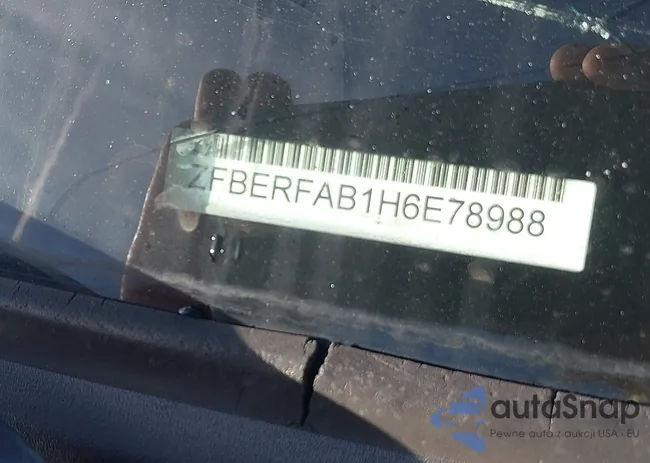 ZFBERFAB1H6E78988
autoSnap
Pewne auta z aukcji USA - EU